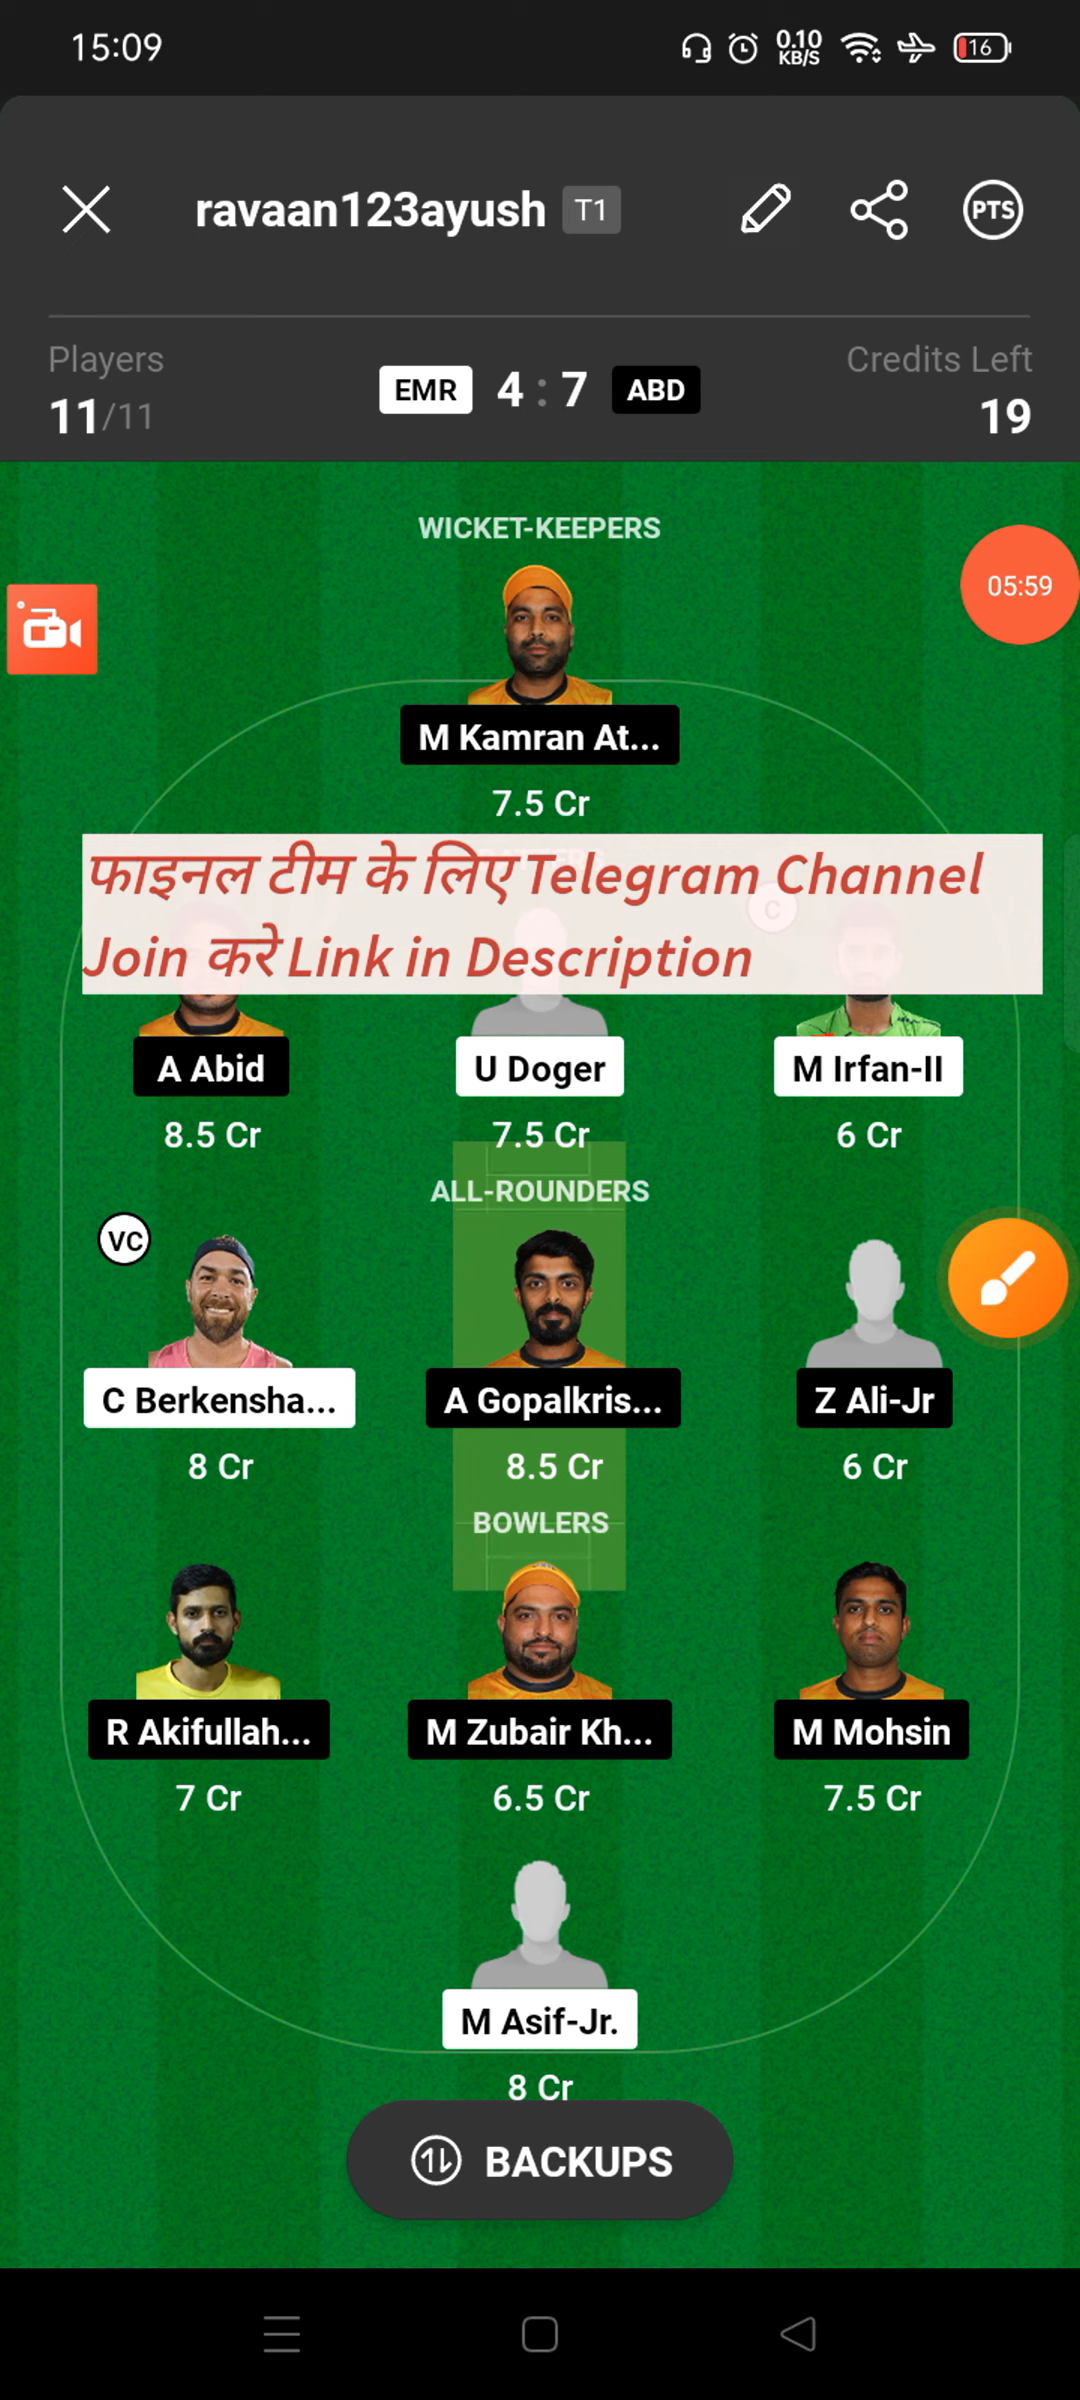 15:09
0.10
KB/S
16
ravaan123ayush T1
PTS
Players
Credits Left
11/11
EMR 4 : 7 ABD
19
WICKET-KEEPERS
05:59
M Kamran At...
7.5 Cr
फाइनल टीम के लिए Telegram Channel
Join करे Link in Description
C
A Abid
U Doger
M Irfan-II
8.5 Cr
7.5 Cr
6 Cr
ALL-ROUNDERS
VC
C Berkensha...
A Gopalkris...
Z Ali-Jr
8 Cr
8.5 Cr
6 Cr
BOWLERS
R Akifullah...
M Zubair Kh...
M Mohsin
7 Cr
6.5 Cr
7.5 Cr
M Asif-Jr.
8 Cr
BACKUPS